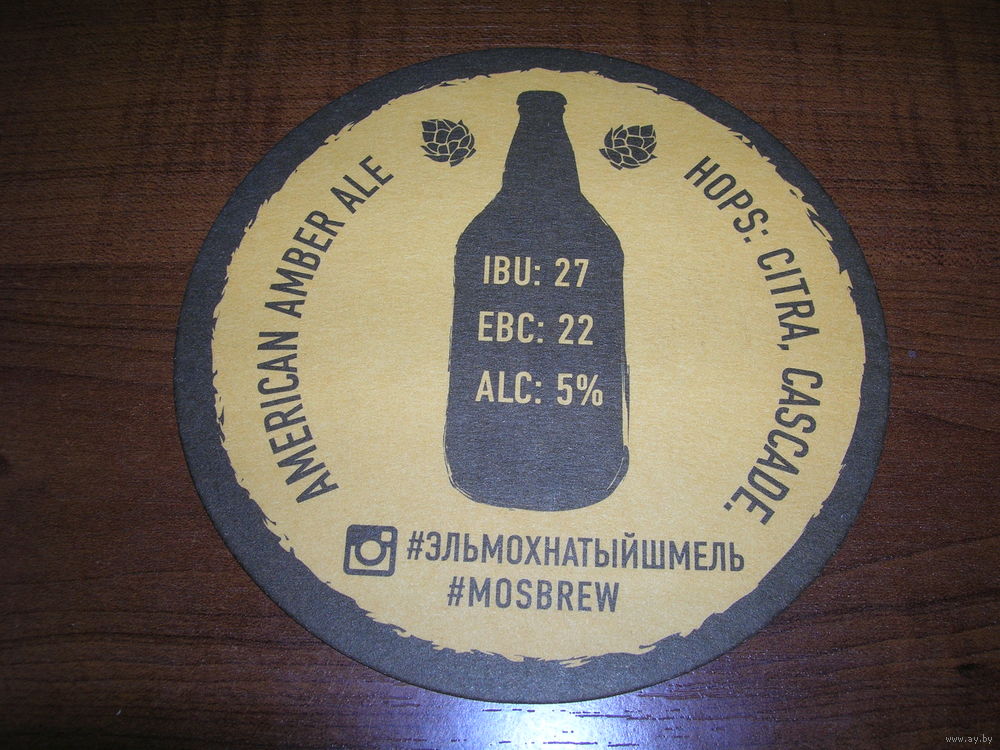 AMERICAN AMBER ALE
HOPS: CITRA, CASCADE.
IBU: 27
EBC: 22
ALC: 5%
#ЭЛЬМОХНАТЫЙШМЕЛЬ
#MOSBREW
www.ay.by